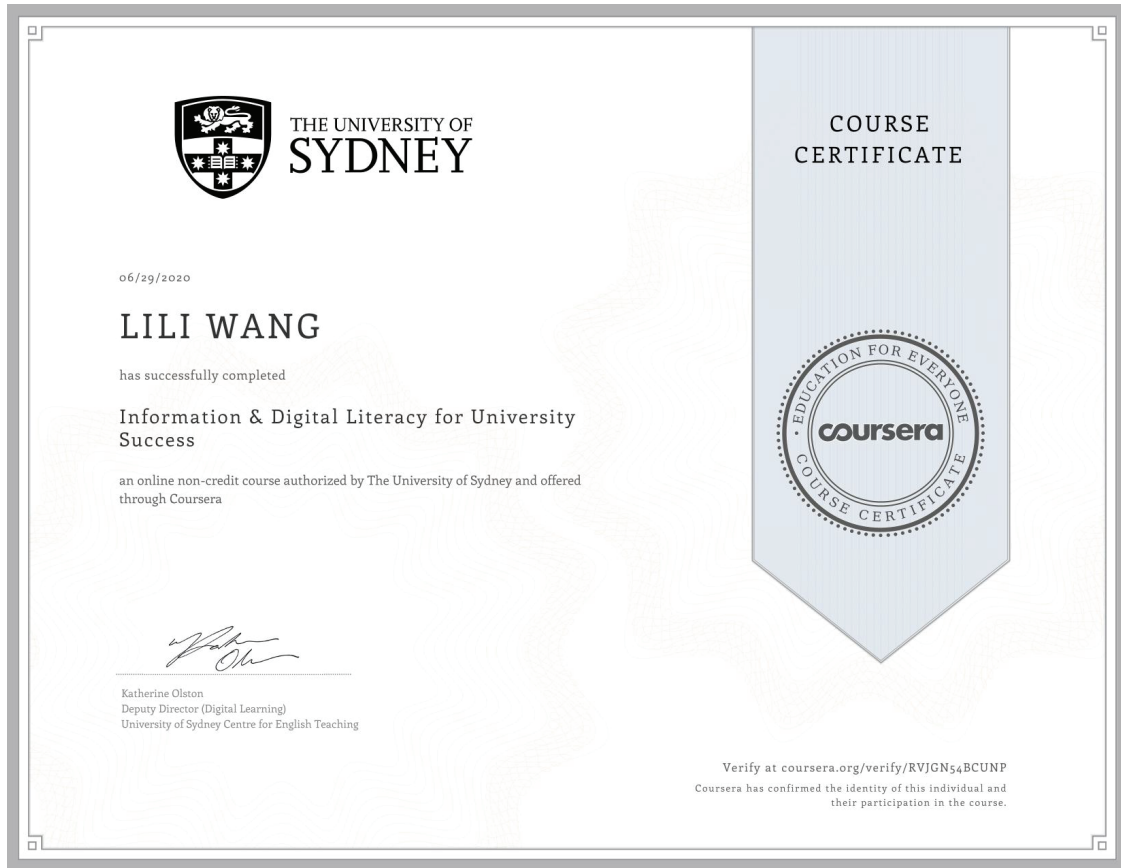 THE UNIVERSITY OF
SYDNEY
COURSE
CERTIFICATE
06/29/2020
LILI WANG
has successfully completed
Information & Digital Literacy for University
Success
an online non-credit course authorized by The University of Sydney and offered
through Coursera
EDUCATION FOR EVERYONE
coursera
COURSE CERTIFICATE
Katherine Olston
Deputy Director (Digital Learning)
University of Sydney Centre for English Teaching
Verify at coursera.org/verify/RVJGN54BCUNP
Coursera has confirmed the identity of this individual and
their participation in the course.